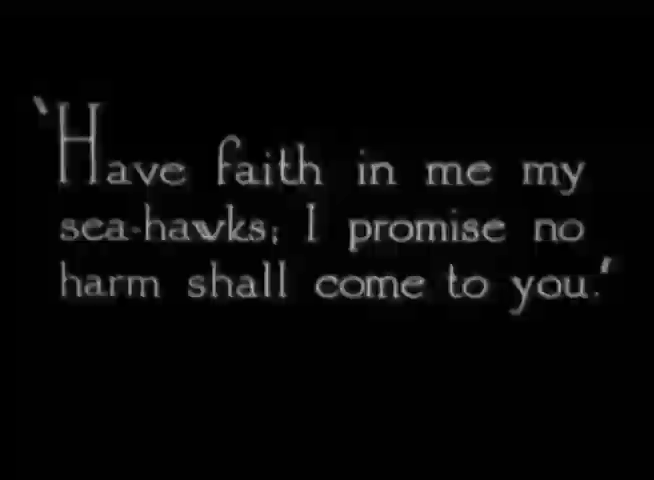 'Have faith in me my
sea-hawks; I promise no
harm shall come to you.'